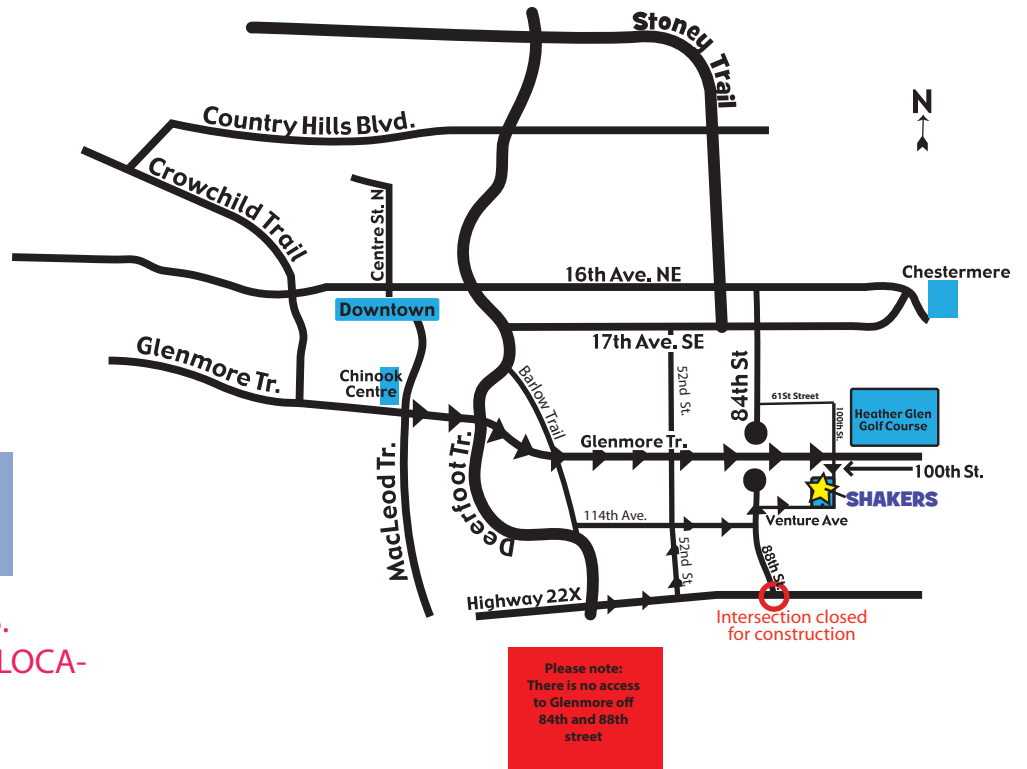 Stoney Trail
N
Country Hills Blvd.
Crowchild Trail
Centre St. N
16th Ave. NE
Chestermere
Downtown
17th Ave. SE
Glenmore Tr.
Chinook
Centre
Barlow Trail
52nd St.
84th St
61St Street
100th St.
Heather Glen
Golf Course
MacLeod Tr.
Deerfoot Tr.
Glenmore Tr.
100th St.
SHAKERS
114th Ave.
Venture Ave
52nd St.
88th St.
Highway 22X
Intersection closed
for construction
.
LOCA-
Please note:
There is no access
to Glenmore off
84th and 88th
street